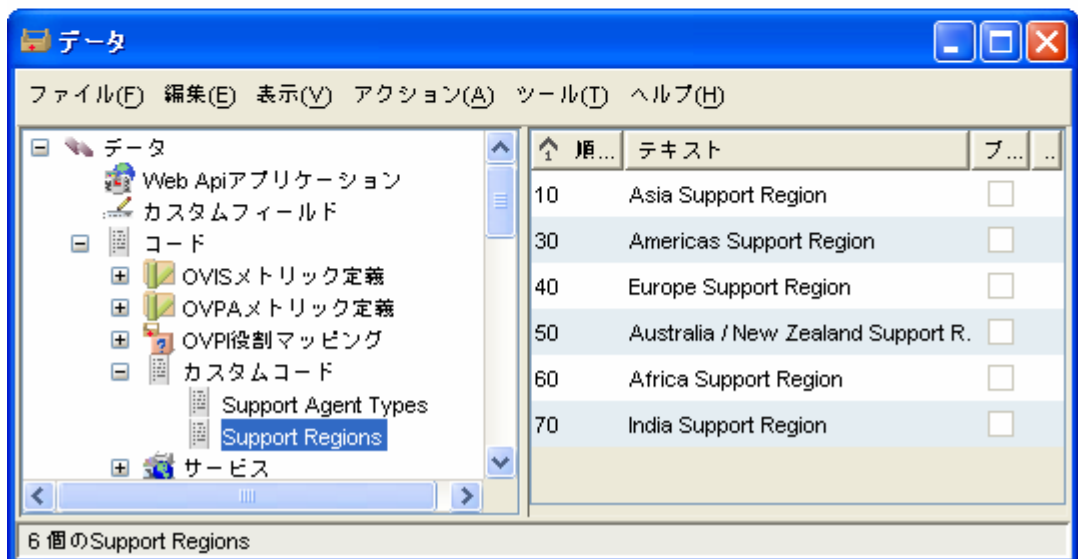 データ
ファイル(F) 編集(E) 表示(V) アクション(A) ツール(T) ヘルプ(H)
データ
Web Apiアプリケーション
カスタムフィールド
コード
OVISメトリック定義
OVPAメトリック定義
OVPI役割マッピング
カスタムコード
Support Agent Types
Support Regions
サービス
1 順... テキスト ブ... ..
10 Asia Support Region
30 Americas Support Region
40 Europe Support Region
50 Australia / New Zealand Support R.
60 Africa Support Region
70 India Support Region
6 個のSupport Regions